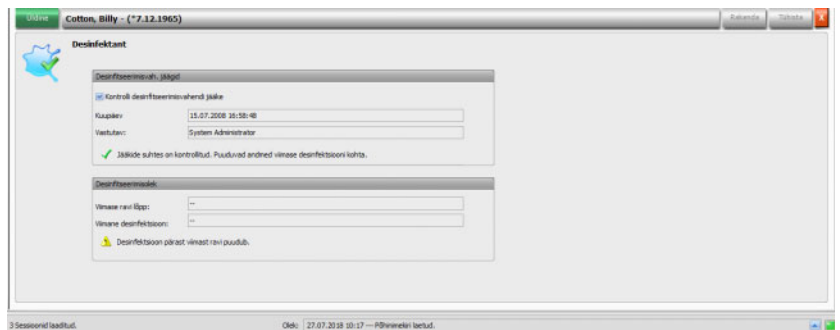 Üldine Cotton, Billy - (*7.12.1965) Rakenda Tühista X
Desinfektant
Desinfitseerimisvah. jäägid
Kontrolli desinfitseerimisvahendi jääke
Kuupäev 15.07.2008 16:58:48
Vastutav: System Administrator
Jääkide suhtes on kontrollitud. Puuduvad andmed viimase desinfektsiooni kohta.
Desinfitseerimisolek
Viimase ravi lõpp: --
Viimane desinfektsioon: --
Desinfektsioon pärast viimast ravi puudub.
3 Sessioonid laaditud. Olek: 27.07.2018 10:17 — Põhinimekiri laetud.